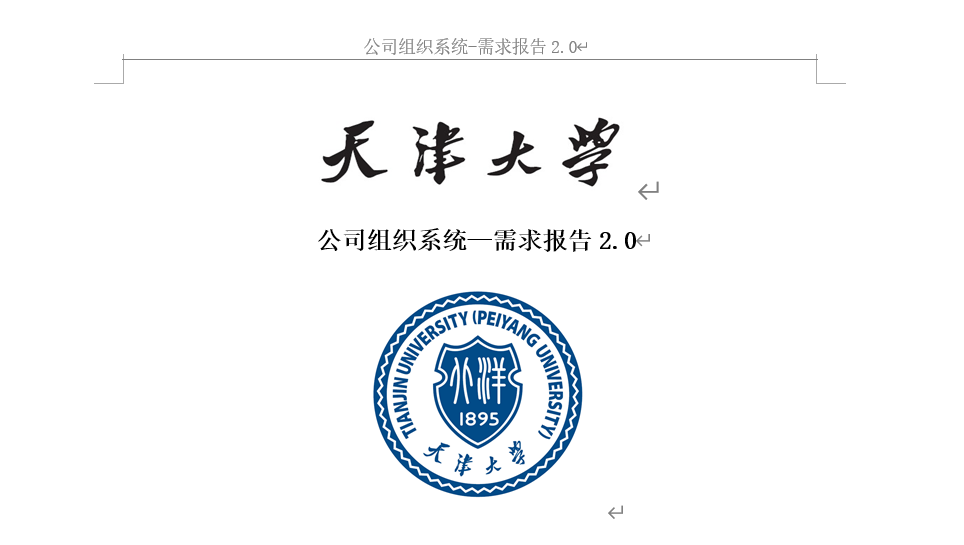 公司组织系统-需求报告 2.0
天津大学
公司组织系统—需求报告 2.0
TIANJIN UNIVERSITY (PEIYANG UNIVERSITY)
北洋
1895
天津大学